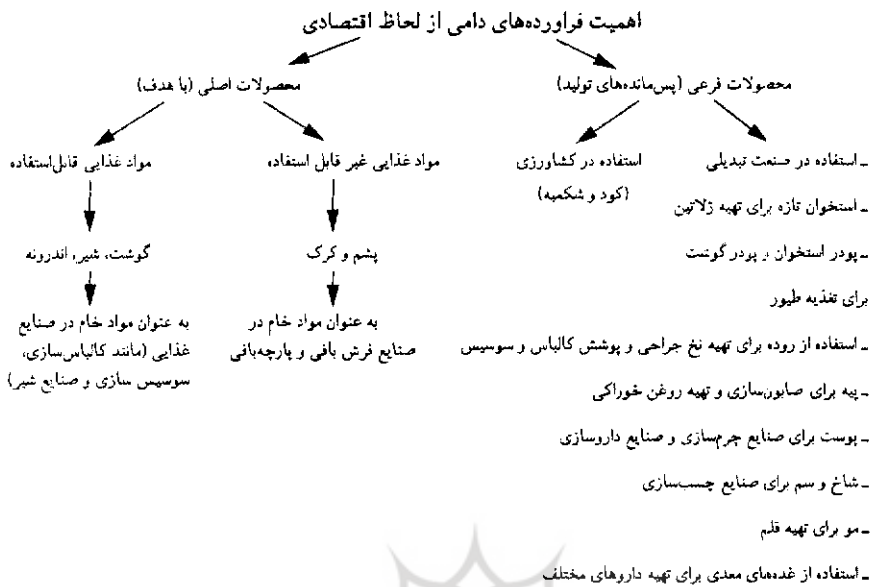 اهمیت فراورده‌های دامی از لحاظ اقتصادی
محصولات فرعی (پس‌مانده‌های تولید)
محصولات اصلی (با هدف)
ـ استفاده در صنعت تبدیلی
ـ استخوان تازه برای تهیه ژلاتین
ـ پودر استخوان و پودر گوشت
برای تغذیه طیور
ـ استفاده از روده برای تهیه نخ جراحی و پوشش کالباس و سوسیس
ـ پیه برای صابون‌سازی و تهیه روغن خوراکی
ـ پوست برای صنایع چرم‌سازی و صنایع داروسازی
ـ شاخ و سم برای صنایع چسب‌سازی
ـ مو برای تهیه قلم
ـ استفاده از غده‌های معدی برای تهیه داروهای مختلف
استفاده در کشاورزی
(کود و شکمبه)
مواد غذایی غیر قابل استفاده
پشم و کرک
به عنوان مواد خام در
صنایع فرش بافی و پارچه‌بافی
مواد غذایی قابل‌استفاده
گوشت، شیر، اندرونه
به عنوان مواد خام در صنایع
غذایی (مانند کالباس‌سازی،
سوسیس سازی و صنایع شیر)